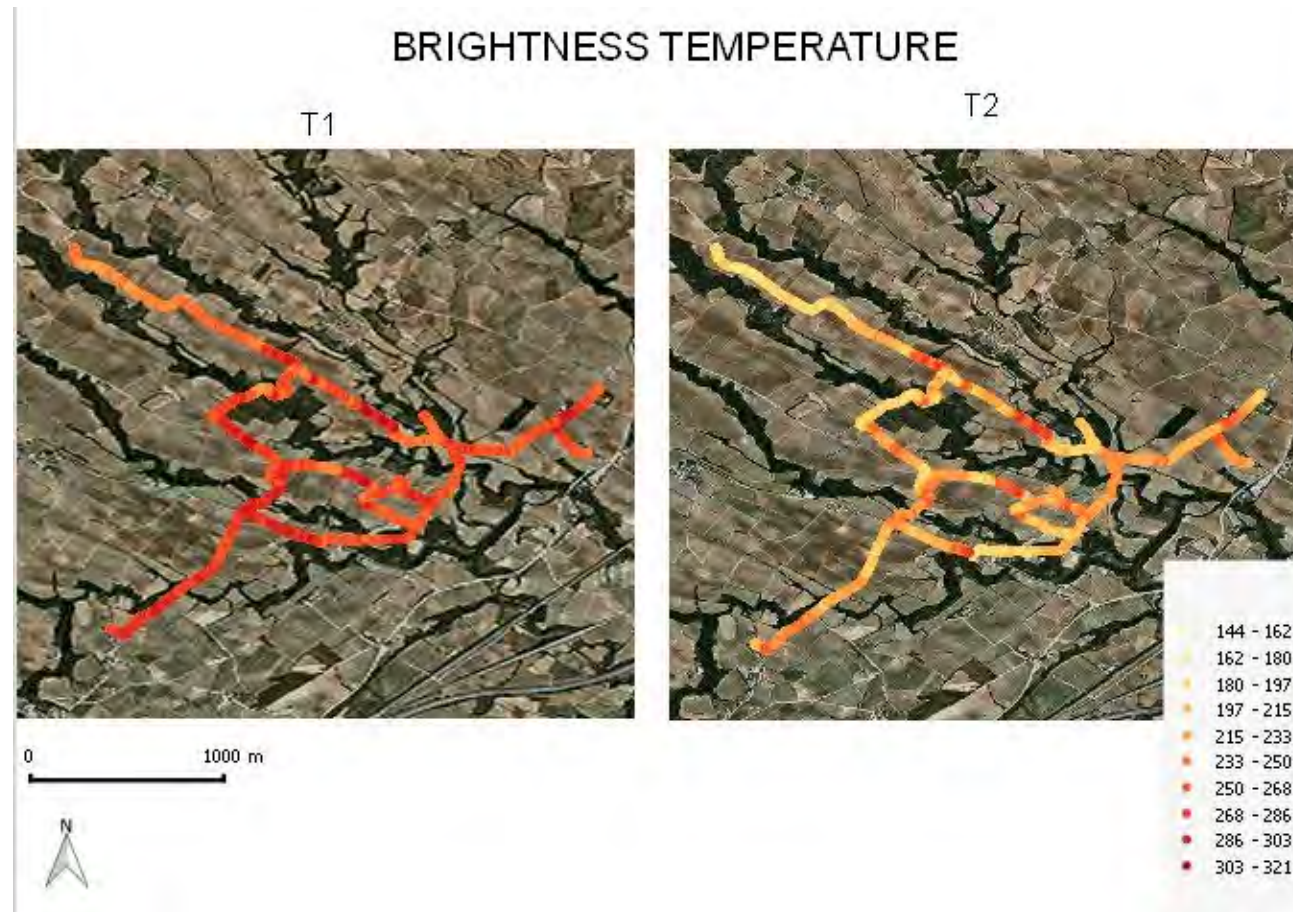 BRIGHTNESS TEMPERATURE
T1
T2
0 1000 m
N
144 - 162
162 - 180
180 - 197
197 - 215
215 - 233
233 - 250
250 - 268
268 - 286
286 - 303
303 - 321